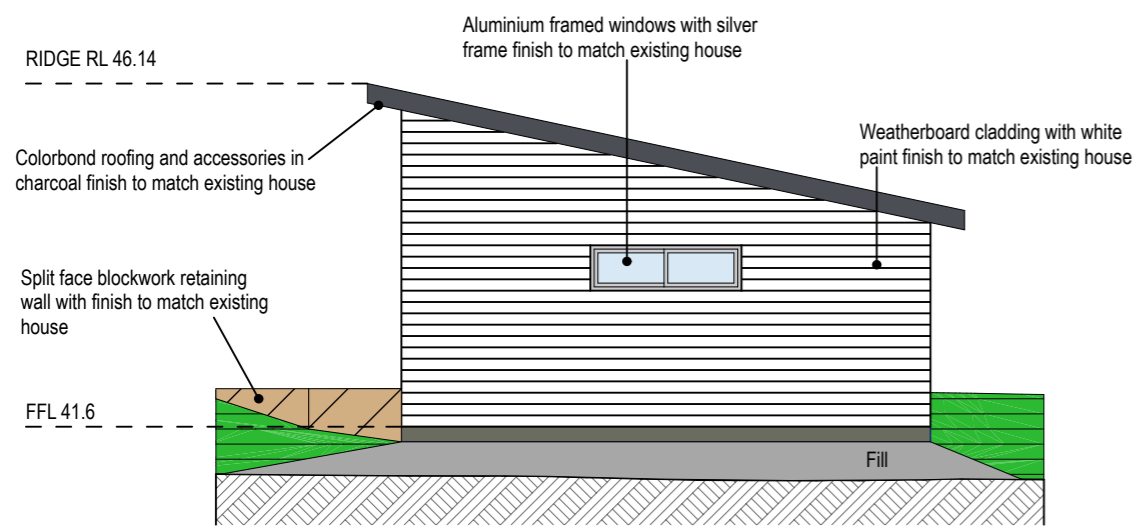 Aluminium framed windows with silver
frame finish to match existing house
RIDGE RL 46.14
Weatherboard cladding with white
paint finish to match existing house
Colorbond roofing and accessories in
charcoal finish to match existing house
Split face blockwork retaining
wall with finish to match existing
house
FFL 41.6
Fill